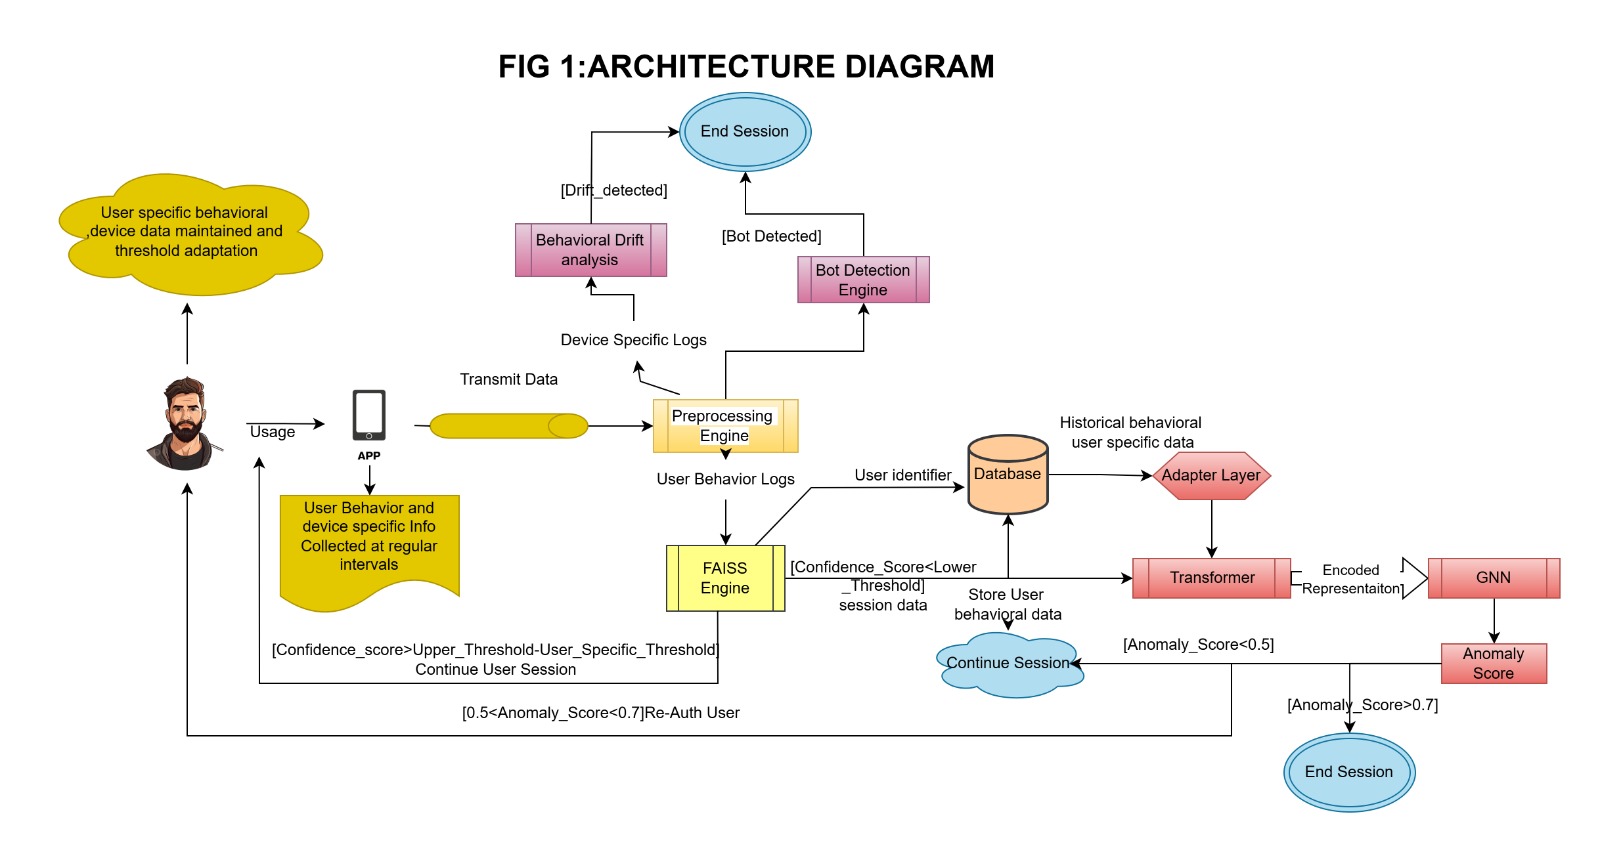 FIG 1:ARCHITECTURE DIAGRAM
End Session
[Drift_detected]
User specific behavioral
,device data maintained and
threshold adaptation
Behavioral Drift
analysis
[Bot Detected]
Bot Detection
Engine
Device Specific Logs
Transmit Data
Usage
APP
Preprocessing
Engine
User Behavior Logs
User Behavior and
device specific Info
Collected at regular
intervals
User identifier
Database
Historical behavioral
user specific data
Adapter Layer
FAISS
Engine
[Confidence_Score<Lower
_Threshold]
session data
Store User
behavioral data
Transformer
Encoded
Representaiton
GNN
[Confidence_score>Upper_Threshold-User_Specific_Threshold]
Continue User Session
Continue Session
[Anomaly_Score<0.5]
Anomaly
Score
[0.5<Anomaly_Score<0.7]Re-Auth User
[Anomaly_Score>0.7]
End Session